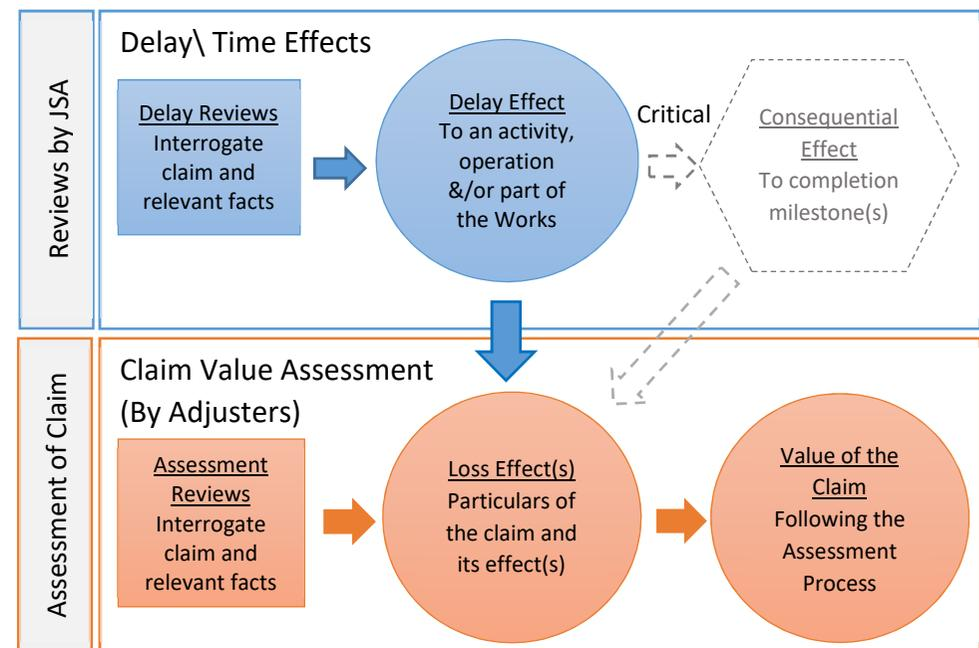 Reviews by JSA
Delay\ Time Effects
Delay Reviews
Interrogate
claim and
relevant facts
Delay Effect
To an activity,
operation
&/or part of
the Works
Critical
Consequential
Effect
To completion
milestone(s)
Assessment of Claim
Claim Value Assessment
(By Adjusters)
Assessment
Reviews
Interrogate
claim and
relevant facts
Loss Effect(s)
Particulars of
the claim and
its effect(s)
Value of the
Claim
Following the
Assessment
Process